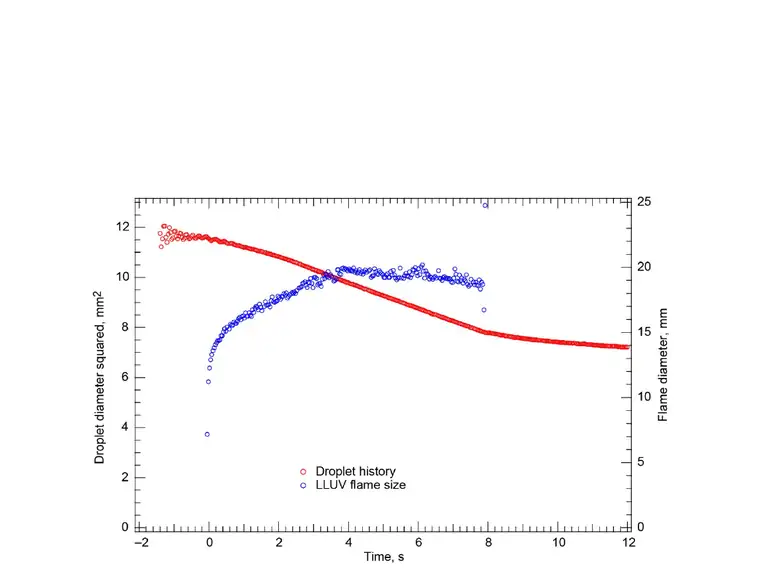 12
10
8
6
4
2
0
Droplet diameter squared, mm2
25
20
15
10
5
0
Flame diameter, mm
Droplet history
LLUV flame size
–2 0 2 4 6 8 10 12
Time, s